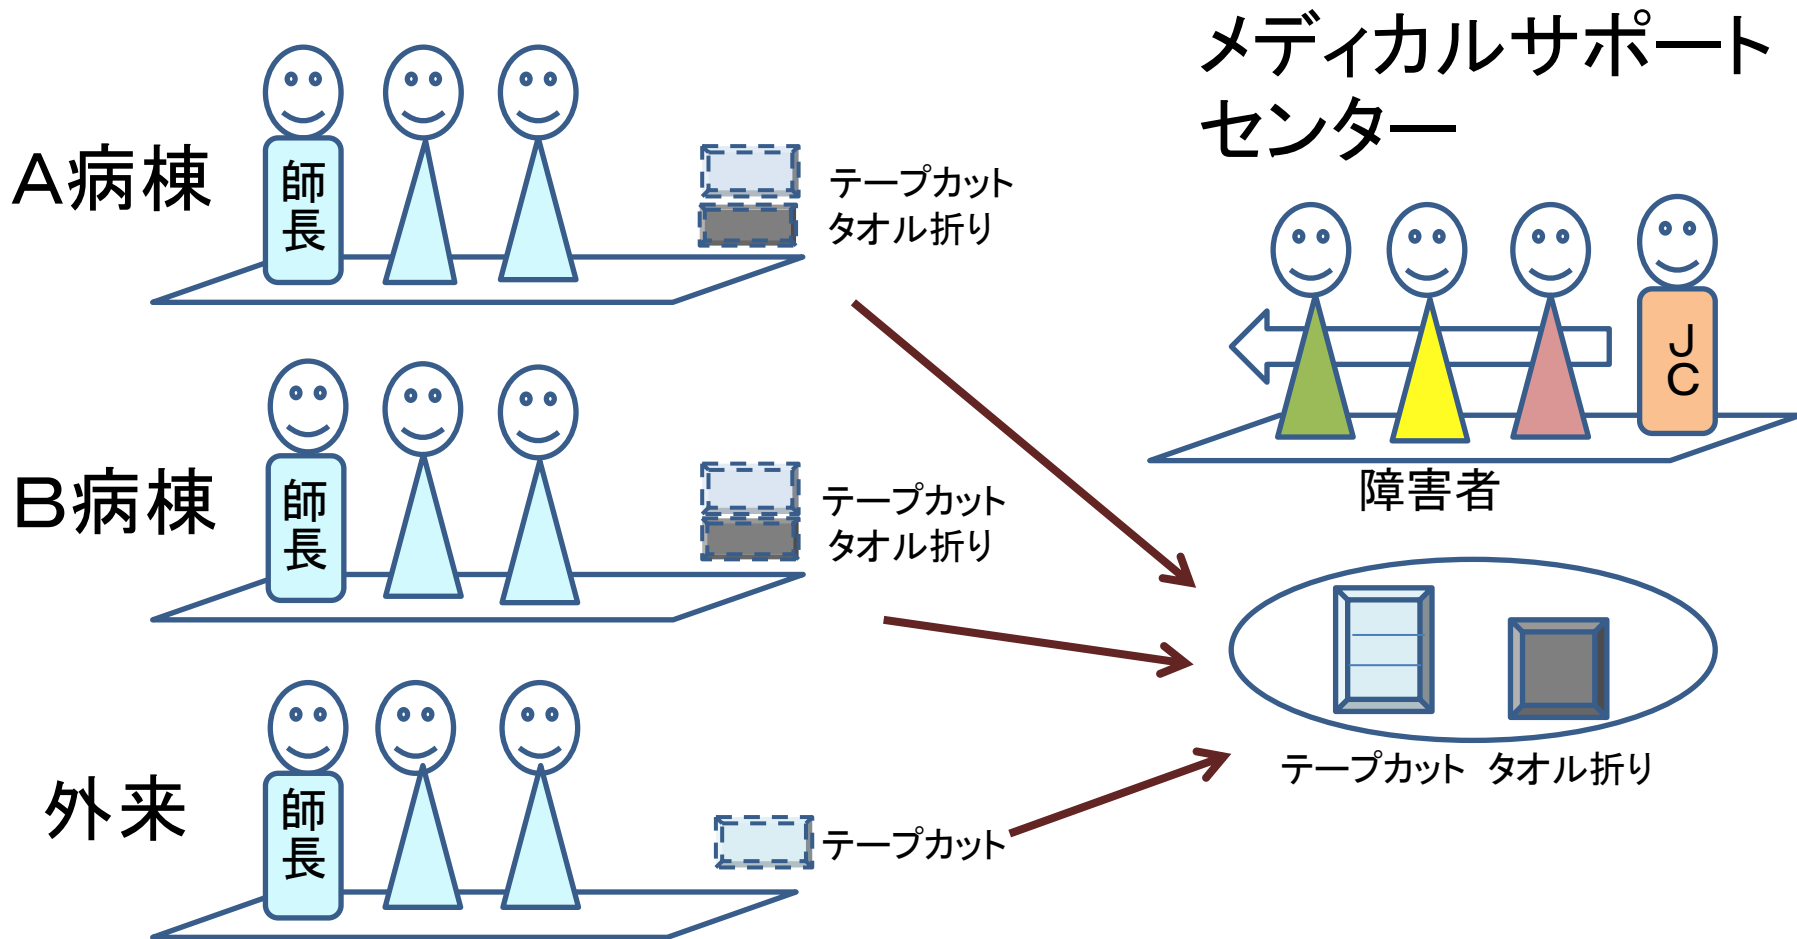 メディカルサポート
センター
A病棟
師長
テープカット
タオル折り
JC
障害者
B病棟
師長
テープカット
タオル折り
外来
師長
テープカット
テープカット タオル折り